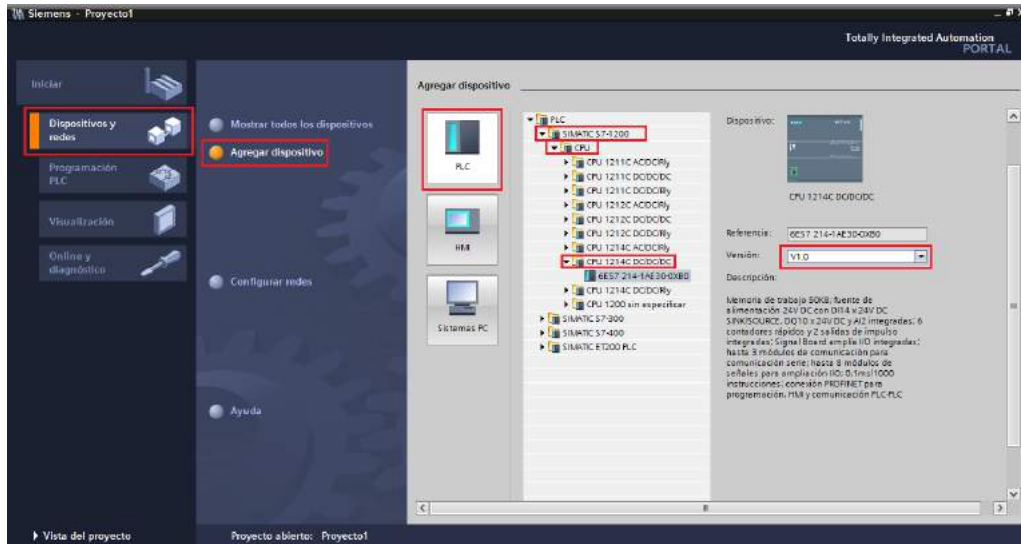 Siemens - Proyecto1
Totally Integrated Automation
PORTAL
Iniciar
Dispositivos y
redes
Programación
PLC
Visualización
Online y
diagnóstico
Mostrar todos los dispositivos
Agregar dispositivo
Configurar redes
Ayuda
Agregar dispositivo
PLC
HMI
Sistemas PC
PLC
SIMATIC S7-1200
CPU
CPU 1211C AC/DC/Rly
CPU 1211C DC/DC/DC
CPU 1211C DC/DC/Rly
CPU 1212C AC/DC/Rly
CPU 1212C DC/DC/DC
CPU 1212C DC/DC/Rly
CPU 1214C AC/DC/Rly
CPU 1214C DC/DC/DC
6ES7 214-1AE30-0XB0
CPU 1214C DC/DC/Rly
CPU 1200 sin especificar
SIMATIC S7-300
SIMATIC S7-400
SIMATIC ET200 PLC
Dispositivo:
CPU 1214C DC/DC/DC
Referencia: 6ES7 214-1AE30-0XB0
Versión: V1.0
Descripción:
Memoria de trabajo 50KB; fuente de
alimentación 24V DC con DI14 x 24V DC
SINK/SOURCE, DQ10 x 24V DC y AI2 integradas; 6
contadores rápidos y 2 salidas de impulso
integradas; Signal Board amplía I/O integradas;
hasta 3 módulos de comunicación para
comunicación serie; hasta 8 módulos de
señales para ampliación I/O; 0.1ms/1000
instrucciones; conexión PROFINET para
programación, HMI y comunicación PLC-PLC
Vista del proyecto
Proyecto abierto: Proyecto1